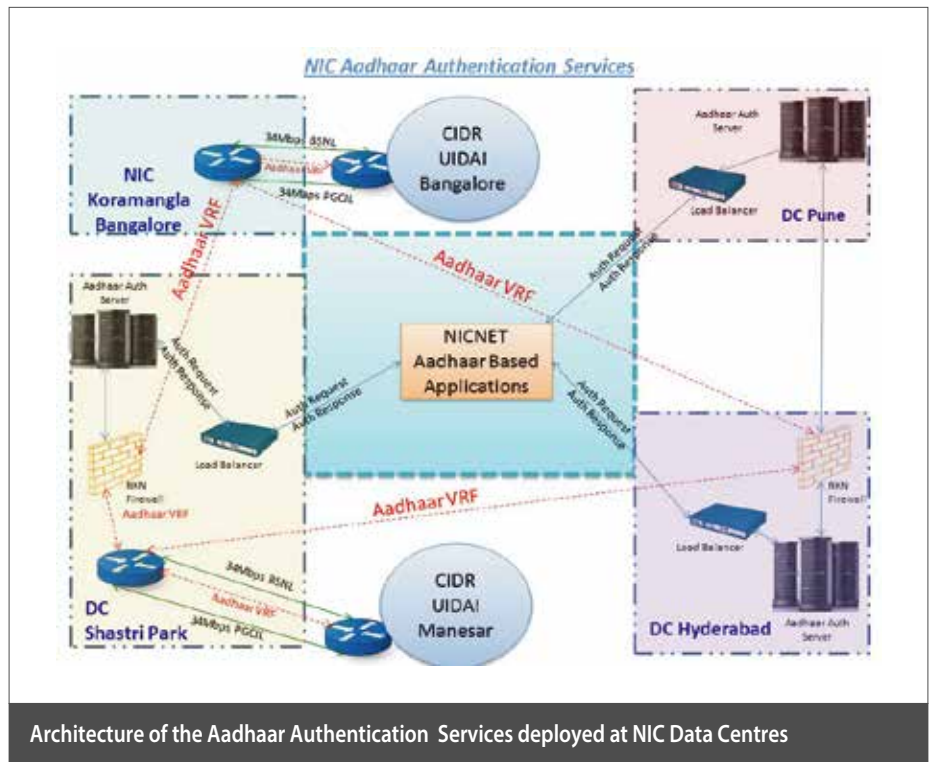 NIC Aadhaar Authentication Services
34Mbps BSNL
Aadhaar VRF
34Mbps PGCIL
NIC
Koramangla
Bangalore
CIDR
UIDAI
Bangalore
Aadhaar Auth
Server
Load Balancer
DC Pune
Auth Request
Auth Response
Aadhaar VRF
Aadhaar VRF
Aadhaar Auth
Server
Auth Request
Auth Response
Load Balancer
Auth Request
Auth Response
NICNET
Aadhaar Based
Applications
Auth Request
Auth Response
NKN
Firewall
Aadhaar VRF
NKN
Firewall
Aadhaar VRF
Load Balancer
34Mbps BSNL
Aadhaar VRF
34Mbps PGCIL
DC
Shastri Park
CIDR
UIDAI
Manesar
DC Hyderabad
Aadhaar Auth
Server
Architecture of the Aadhaar Authentication Services deployed at NIC Data Centres